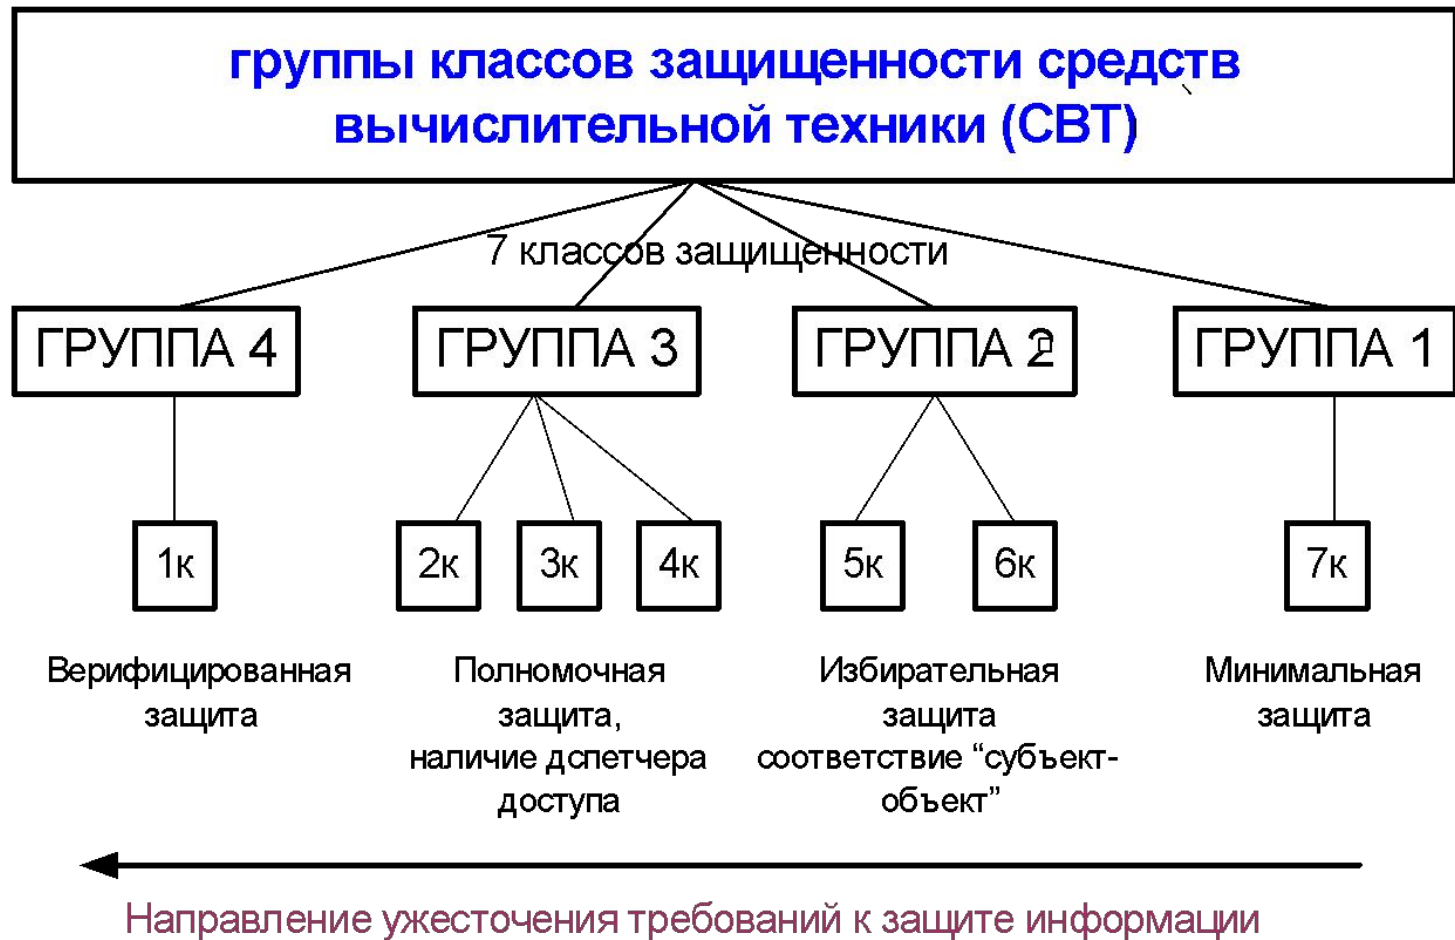 группы классов защищенности средств
вычислительной техники (СВТ)
7 классов защищенности
ГРУППА 4
ГРУППА 3
ГРУППА 2
ГРУППА 1
1к
2к
3к
4к
5к
6к
7к
Верифицированная
защита
Полномочная
защита,
наличие дспетчера
доступа
Избирательная
защита
соответствие “субъект-
объект”
Минимальная
защита
Направление ужесточения требований к защите информации